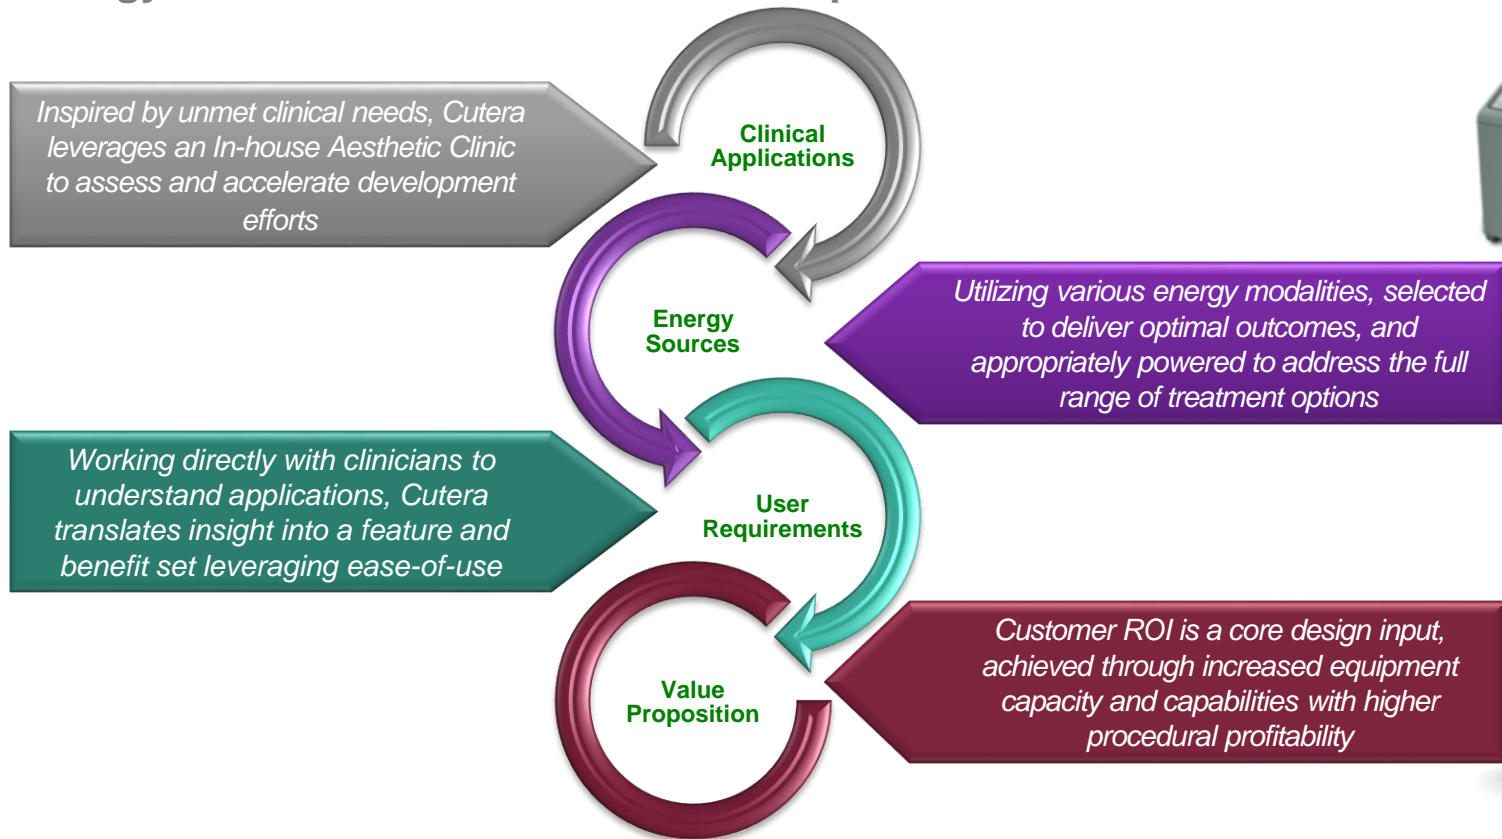 Inspired by unmet clinical needs, Cutera
leverages an In-house Aesthetic Clinic
to assess and accelerate development
efforts
Clinical
Applications
Energy
Sources
Utilizing various energy modalities, selected
to deliver optimal outcomes, and
appropriately powered to address the full
range of treatment options
Working directly with clinicians to
understand applications, Cutera
translates insight into a feature and
benefit set leveraging ease-of-use
User
Requirements
Value
Proposition
Customer ROI is a core design input,
achieved through increased equipment
capacity and capabilities with higher
procedural profitability